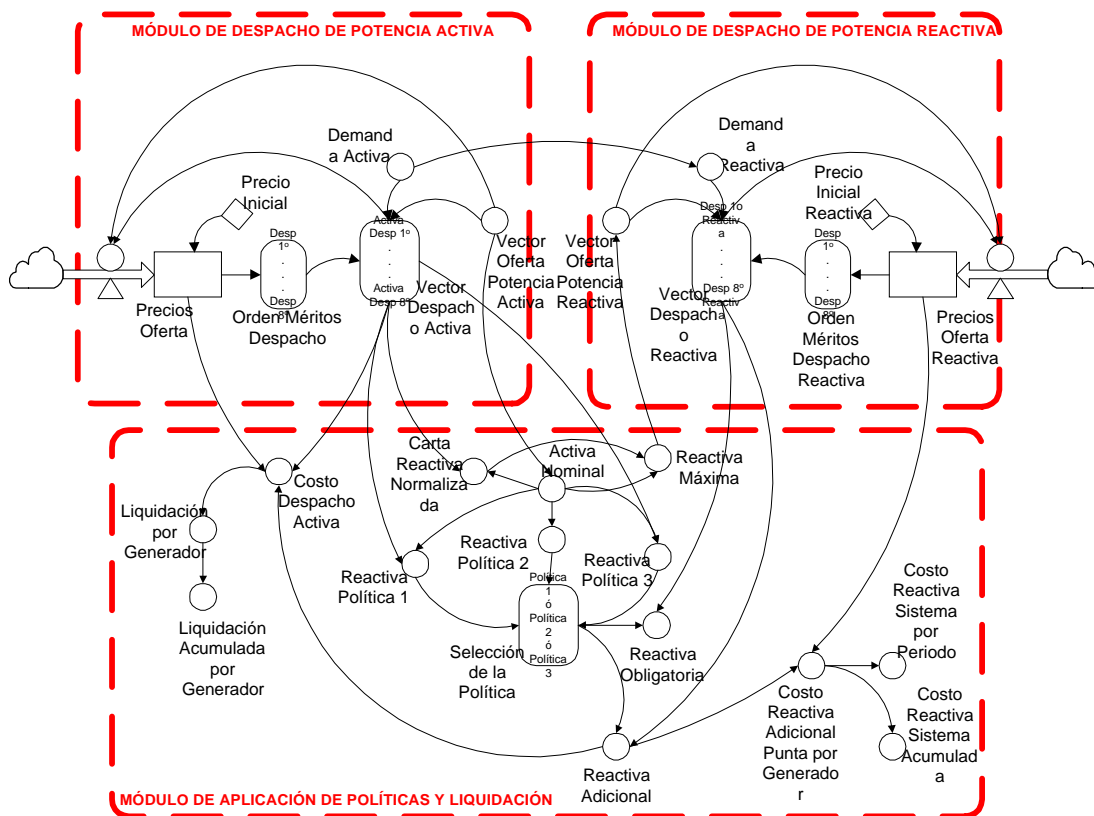 MÓDULO DE DESPACHO DE POTENCIA ACTIVA
MÓDULO DE DESPACHO DE POTENCIA REACTIVA
Demand
a Activa
Demand
a
Reactiva
Precio
Inicial
Precio
Inicial
Reactiva
Desp
1º
.
.
.
Desp
8º
Activa
Desp 1º
.
.
.
Activa
Desp 8º
Vector
Oferta
Potencia
Activa
Vector
Oferta
Potencia
Reactiva
Desp 1o
Reactiv
a
.
.
.
Desp 8º
Reactiv
a
Desp
1º
.
.
.
Desp
8º
Precios
Oferta
Orden Méritos
Despacho
Vector
Despach
o Activa
Vector
Despach
o
Reactiva
Orden
Méritos
Despacho
Reactiva
Precios
Oferta
Reactiva
Carta
Reactiva
Normaliza
da
Activa
Nominal
Reactiva
Máxima
Costo
Despacho
Activa
Liquidación
por
Generador
Reactiva
Política 1
Reactiva
Política 2
Reactiva
Política 3
Política
1
ó
Política
2
ó
Política
3
Liquidación
Acumulada
por
Generador
Selección
de la
Política
Reactiva
Obligatoria
Costo
Reactiva
Sistema
por
Periodo
Costo
Reactiva
Adicional
Punta por
Generado
r
Costo
Reactiva
Sistema
Acumulad
a
Reactiva
Adicional
MÓDULO DE APLICACIÓN DE POLÍTICAS Y LIQUIDACIÓN